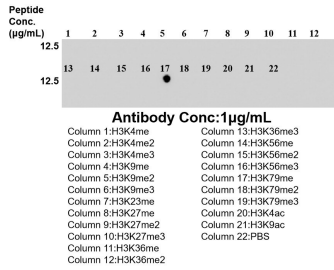 Peptide
Conc.
(µg/mL) 1 2 3 4 5 6 7 8 9 10 11 12
12.5
13 14 15 16 17 18 19 20 21 22
12.5
Antibody Conc:1µg/mL
Column 1:H3K4me
Column 2:H3K4me2
Column 3:H3K4me3
Column 4:H3K9me
Column 5:H3K9me2
Column 6:H3K9me3
Column 7:H3K23me
Column 8:H3K27me
Column 9:H3K27me2
Column 10:H3K27me3
Column 11:H3K36me
Column 12:H3K36me2
Column 13:H3K36me3
Column 14:H3K56me
Column 15:H3K56me2
Column 16:H3K56me3
Column 17:H3K79me
Column 18:H3K79me2
Column 19:H3K79me3
Column 20:H3K4ac
Column 21:H3K9ac
Column 22:PBS